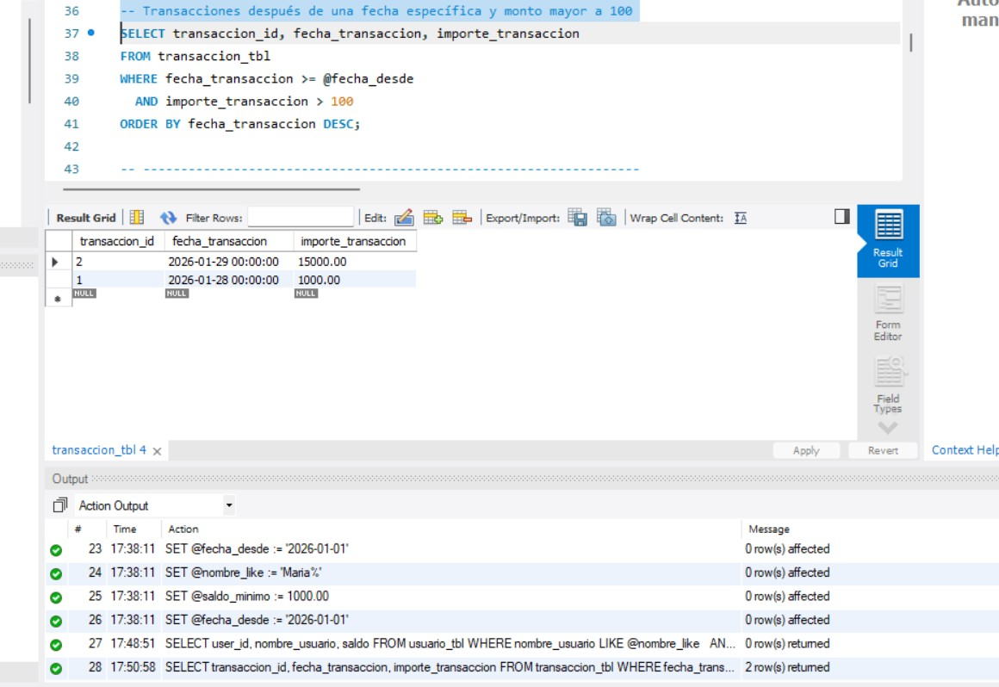 Auto
man
36 -- Transacciones después de una fecha específica y monto mayor a 100
37 SELECT transaccion_id, fecha_transaccion, importe_transaccion
38 FROM transaccion_tbl
39 WHERE fecha_transaccion >= @fecha_desde
40 AND importe_transaccion > 100
41 ORDER BY fecha_transaccion DESC;
42
43 -- ------------------------------------------------------------------
Result Grid Filter Rows: Edit: Export/Import: Wrap Cell Content:
transaccion_id fecha_transaccion importe_transaccion
2 2026-01-29 00:00:00 15000.00
1 2026-01-28 00:00:00 1000.00
NULL NULL NULL
Result
Grid
Form
Editor
Field
Types
transaccion_tbl 4 Apply Revert Context Help
Output
Action Output
# Time Action Message
23 17:38:11 SET @fecha_desde := '2026-01-01' 0 row(s) affected
24 17:38:11 SET @nombre_like := 'Maria%' 0 row(s) affected
25 17:38:11 SET @saldo_minimo := 1000.00 0 row(s) affected
26 17:38:11 SET @fecha_desde := '2026-01-01' 0 row(s) affected
27 17:48:51 SELECT user_id, nombre_usuario, saldo FROM usuario_tbl WHERE nombre_usuario LIKE @nombre_like AN... 0 row(s) returned
28 17:50:58 SELECT transaccion_id, fecha_transaccion, importe_transaccion FROM transaccion_tbl WHERE fecha_trans... 2 row(s) returned